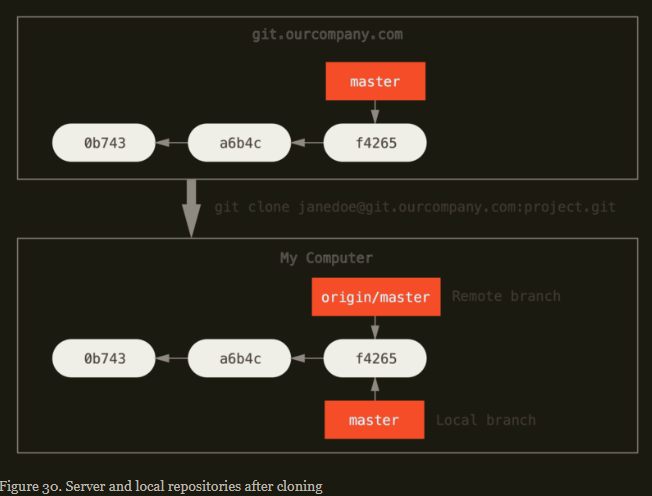 git.ourcompany.com
master
0b743 a6b4c f4265
git clone janedoe@git.ourcompany.com:project.git
My Computer
origin/master Remote branch
0b743 a6b4c f4265
master Local branch
Figure 30. Server and local repositories after cloning